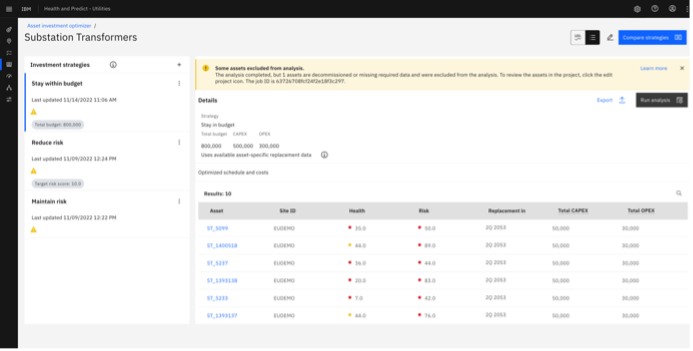 IBM Health and Predict - Utilities
Asset investment optimizer /
Substation Transformers
Compare strategies
Investment strategies
Stay within budget
Last updated 11/14/2022 11:06 AM
Total budget: 800,000
Reduce risk
Last updated 11/09/2022 12:24 PM
Target risk score: 10.0
Maintain risk
Last updated 11/09/2022 12:22 PM
Some assets excluded from analysis.
The analysis completed, but 1 assets are decommissioned or missing required data and were excluded from the analysis. To review the assets in the project, click the edit
project icon. The job ID is
Learn more
Details
Export
Run analysis
Strategy
Stay in budget
Total budget CAPEX OPEX
800,000 500,000 300,000
Uses available asset-specific replacement data
Optimized schedule and costs
Results: 10
Asset Site ID Health Risk Replacement in Total CAPEX Total OPEX
ST_5099 EUDEMO 35.0 50.0 2Q 2053 50,000 30,000
ST_1400518 EUDEMO 44.0 89.0 2Q 2053 50,000 30,000
ST_5237 EUDEMO 36.0 44.0 2Q 2053 50,000 30,000
ST_1393138 EUDEMO 20.0 83.0 2Q 2053 50,000 30,000
ST_5233 EUDEMO 7.0 42.0 2Q 2053 50,000 30,000
ST_1393137 EUDEMO 44.0 76.0 2Q 2053 50,000 30,000